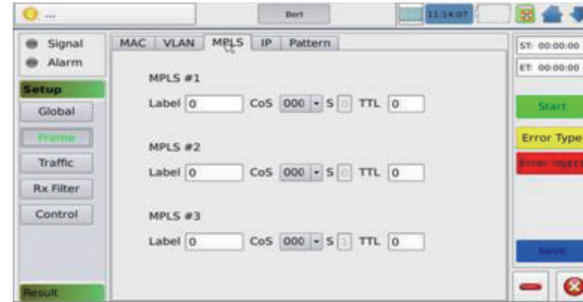 ...
Bert
11:14:07
Signal
Alarm
Setup
Global
Frame
Traffic
Rx Filter
Control
Result
MAC VLAN MPLS IP Pattern
MPLS #1
Label 0 CoS 000 S 0 TTL 0
MPLS #2
Label 0 CoS 000 S 0 TTL 0
MPLS #3
Label 0 CoS 000 S 1 TTL 0
ST: 00:00:00
ET: 00:00:00
Start
Error Type
Error Inject
Save